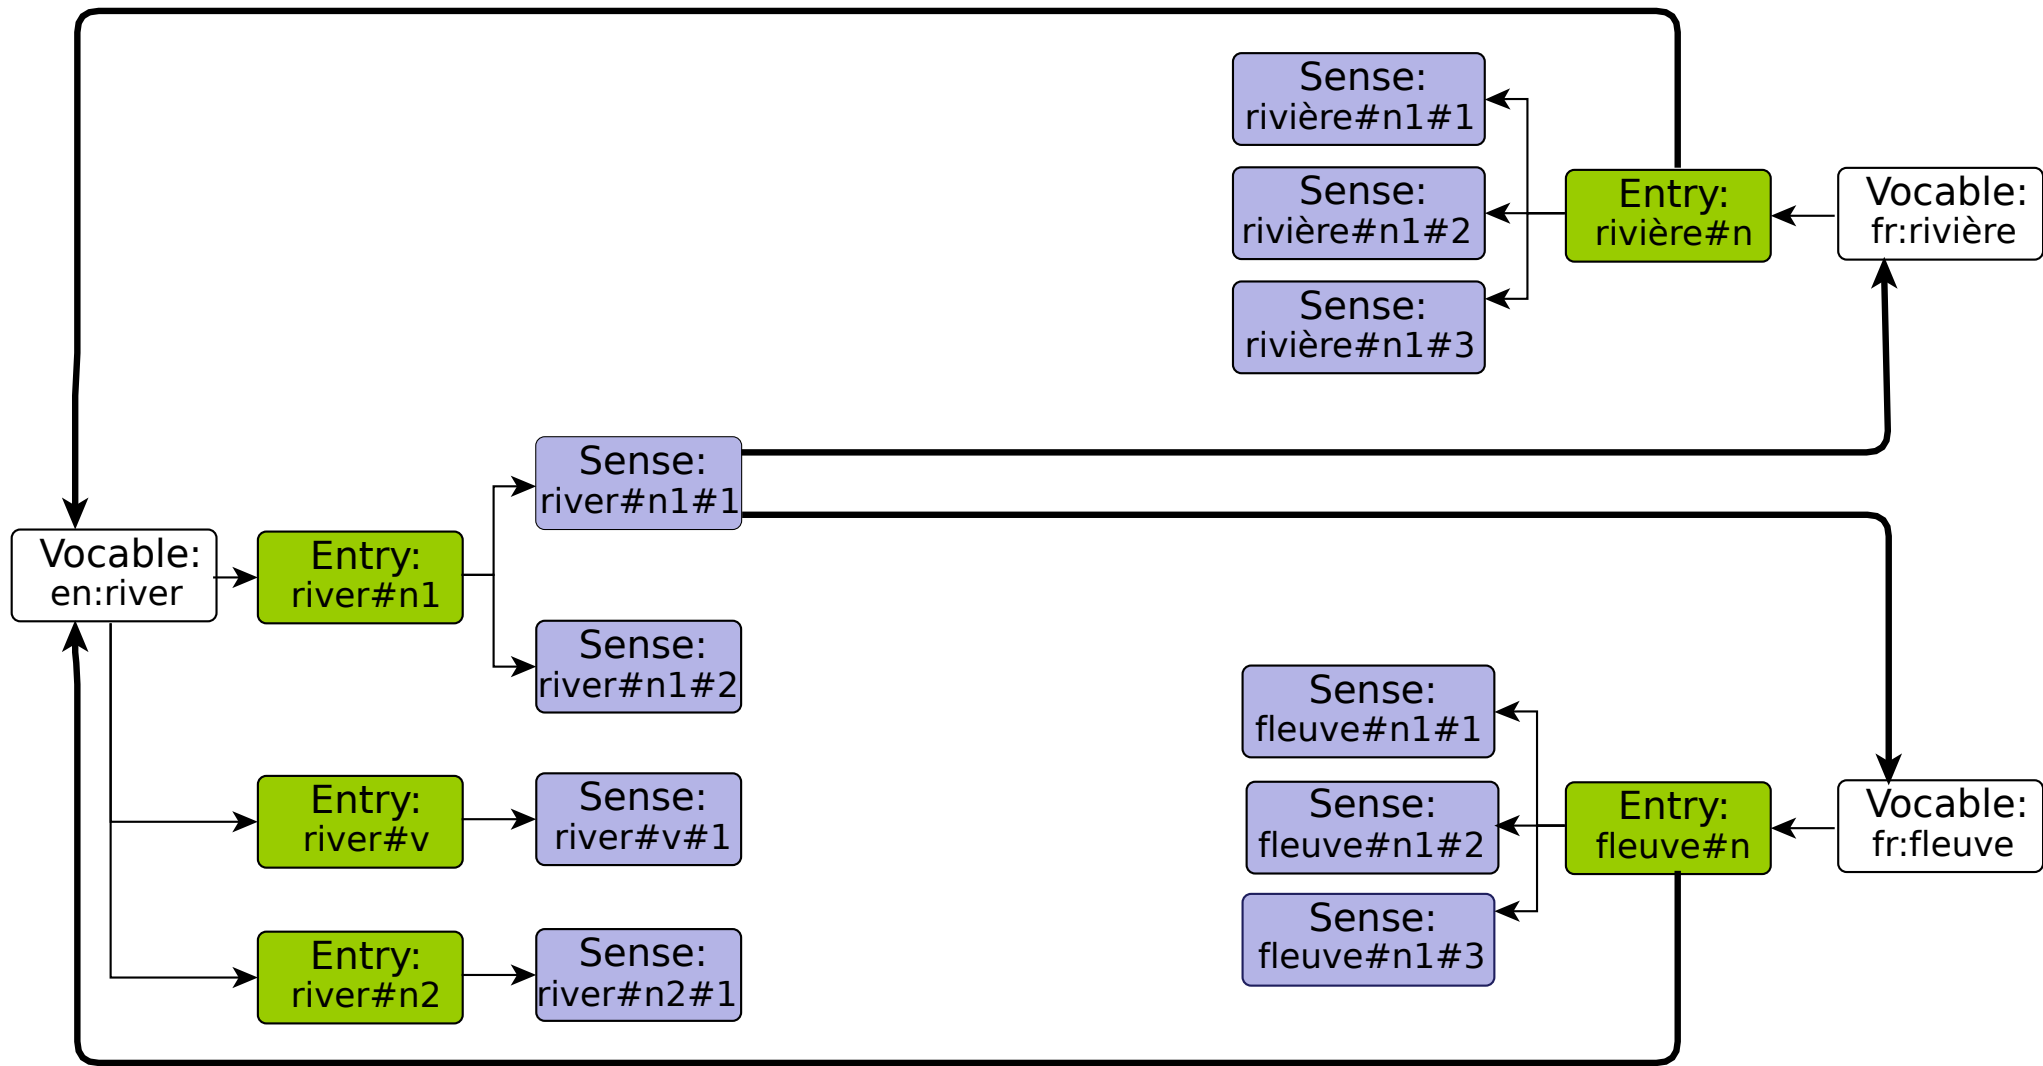 Sense:
rivière#n1#1
Sense:
rivière#n1#2
Sense:
rivière#n1#3
Entry:
rivière#n
Vocable:
fr:rivière
Vocable:
en:river
Entry:
river#n1
Sense:
river#n1#1
Sense:
river#n1#2
Entry:
river#v
Sense:
river#v#1
Entry:
river#n2
Sense:
river#n2#1
Sense:
fleuve#n1#1
Sense:
fleuve#n1#2
Sense:
fleuve#n1#3
Entry:
fleuve#n
Vocable:
fr:fleuve